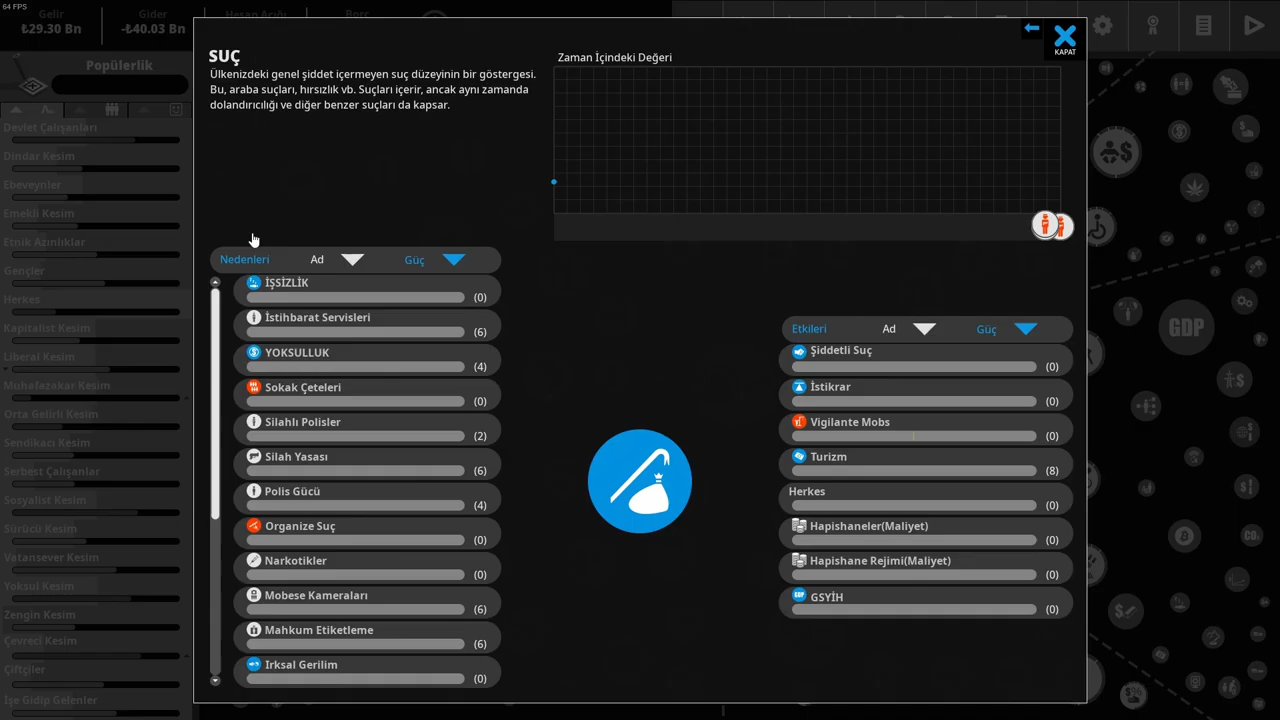 64 FPS
Gelir
₺29.30 Bn
Gider
-₺40.03 Bn
Hesap Açığı
Borç
Popülerlik
Devlet Çalışanları
Dindar Kesim
Ebeveynler
Emekli Kesim
Etnik Azınlıklar
Gençler
Herkes
Kapitalist Kesim
Liberal Kesim
Muhafazakar Kesim
Orta Gelirli Kesim
Sendikacı Kesim
Serbest Çalışanlar
Sosyalist Kesim
Sürücü Kesim
Vatansever Kesim
Yoksul Kesim
Zengin Kesim
Çevreci Kesim
Çiftçiler
İşe Gidip Gelenler
SUÇ
Ülkenizdeki genel şiddet içermeyen suç düzeyinin bir göstergesi.
Bu, araba suçları, hırsızlık vb. Suçları içerir, ancak aynı zamanda
dolandırıcılığı ve diğer benzer suçları da kapsar.
Zaman İçindeki Değeri
KAPAT
Nedenleri Ad Güç
İŞSİZLİK
(0)
İstihbarat Servisleri
(6)
YOKSULLUK
(4)
Sokak Çeteleri
(0)
Silahlı Polisler
(2)
Silah Yasası
(6)
Polis Gücü
(4)
Organize Suç
(0)
Narkotikler
(0)
Mobese Kameraları
(6)
Mahkum Etiketleme
(6)
Irksal Gerilim
(0)
Etkileri Ad Güç
Şiddetli Suç
(0)
İstikrar
(0)
Vigilante Mobs
(0)
Turizm
(8)
Herkes
(0)
Hapishaneler(Maliyet)
(0)
Hapishane Rejimi(Maliyet)
(0)
GSYİH
(0)
GDP
GDP
CO₂